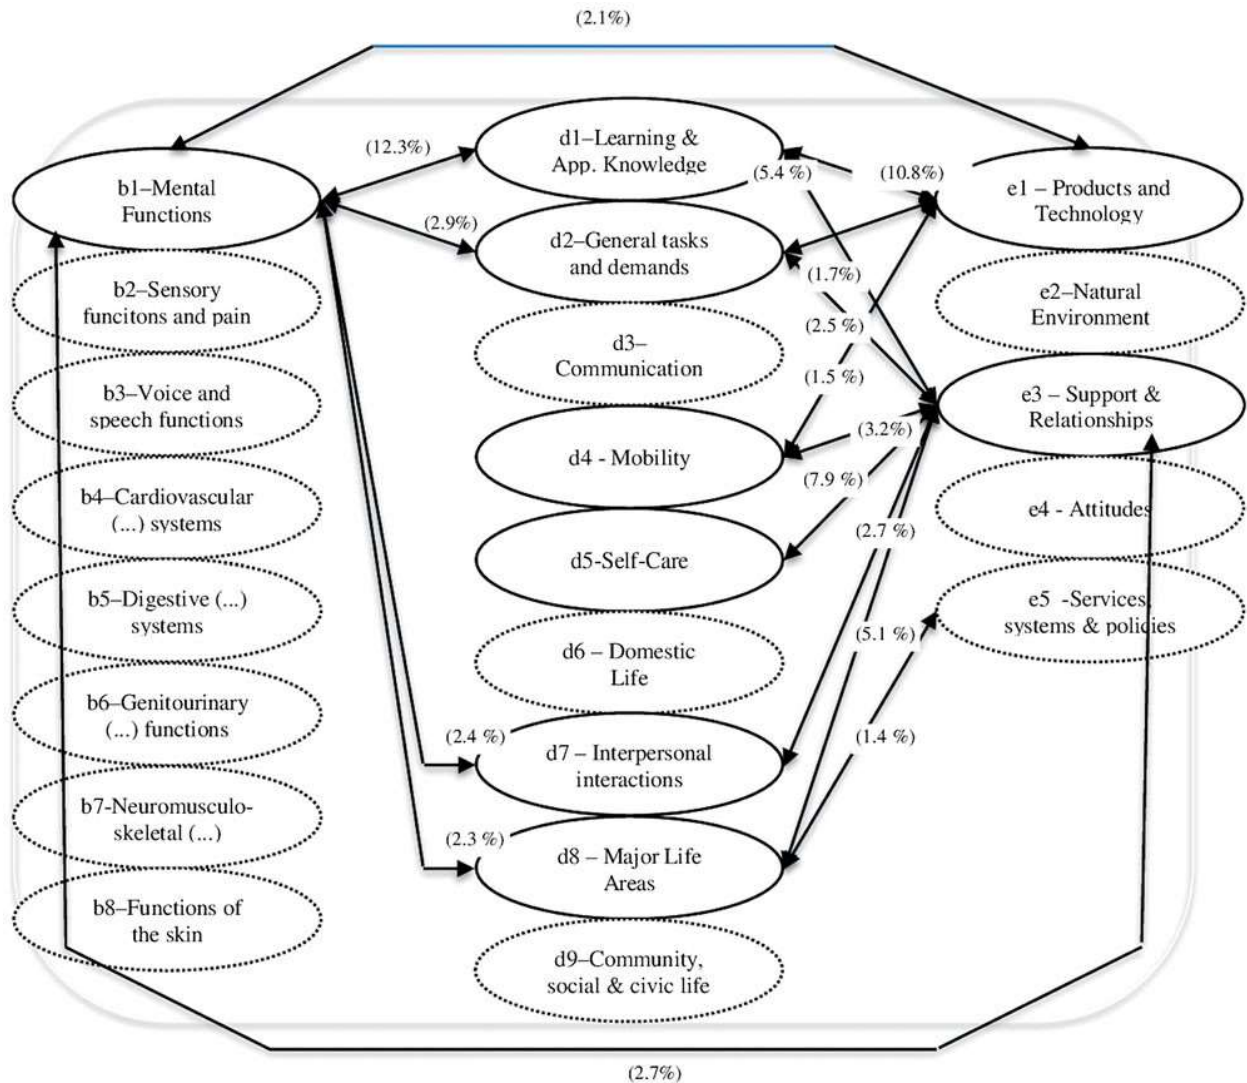 (2.1%)
b1–Mental
Functions
b2–Sensory
funcitons and pain
b3–Voice and
speech functions
b4–Cardiovascular
(...) systems
b5–Digestive (...)
systems
b6–Genitourinary
(...) functions
b7-Neuromusculo-
skeletal (...)
b8–Functions of
the skin
(12.3%)
(2.9%)
(2.4 %)
(2.3 %)
d1–Learning &
App. Knowledge
d2–General tasks
and demands
d3–
Communication
d4 - Mobility
d5-Self-Care
d6 – Domestic
Life
d7 – Interpersonal
interactions
d8 – Major Life
Areas
d9–Community,
social & civic life
(5.4 %)
(10.8%)
(1.7%)
(2.5 %)
(1.5 %)
(3.2%)
(7.9 %)
(2.7 %)
(5.1 %)
(1.4 %)
e1 – Products and
Technology
e2–Natural
Environment
e3 – Support &
Relationships
e4 - Attitudes
e5 -Services,
systems & policies
(2.7%)